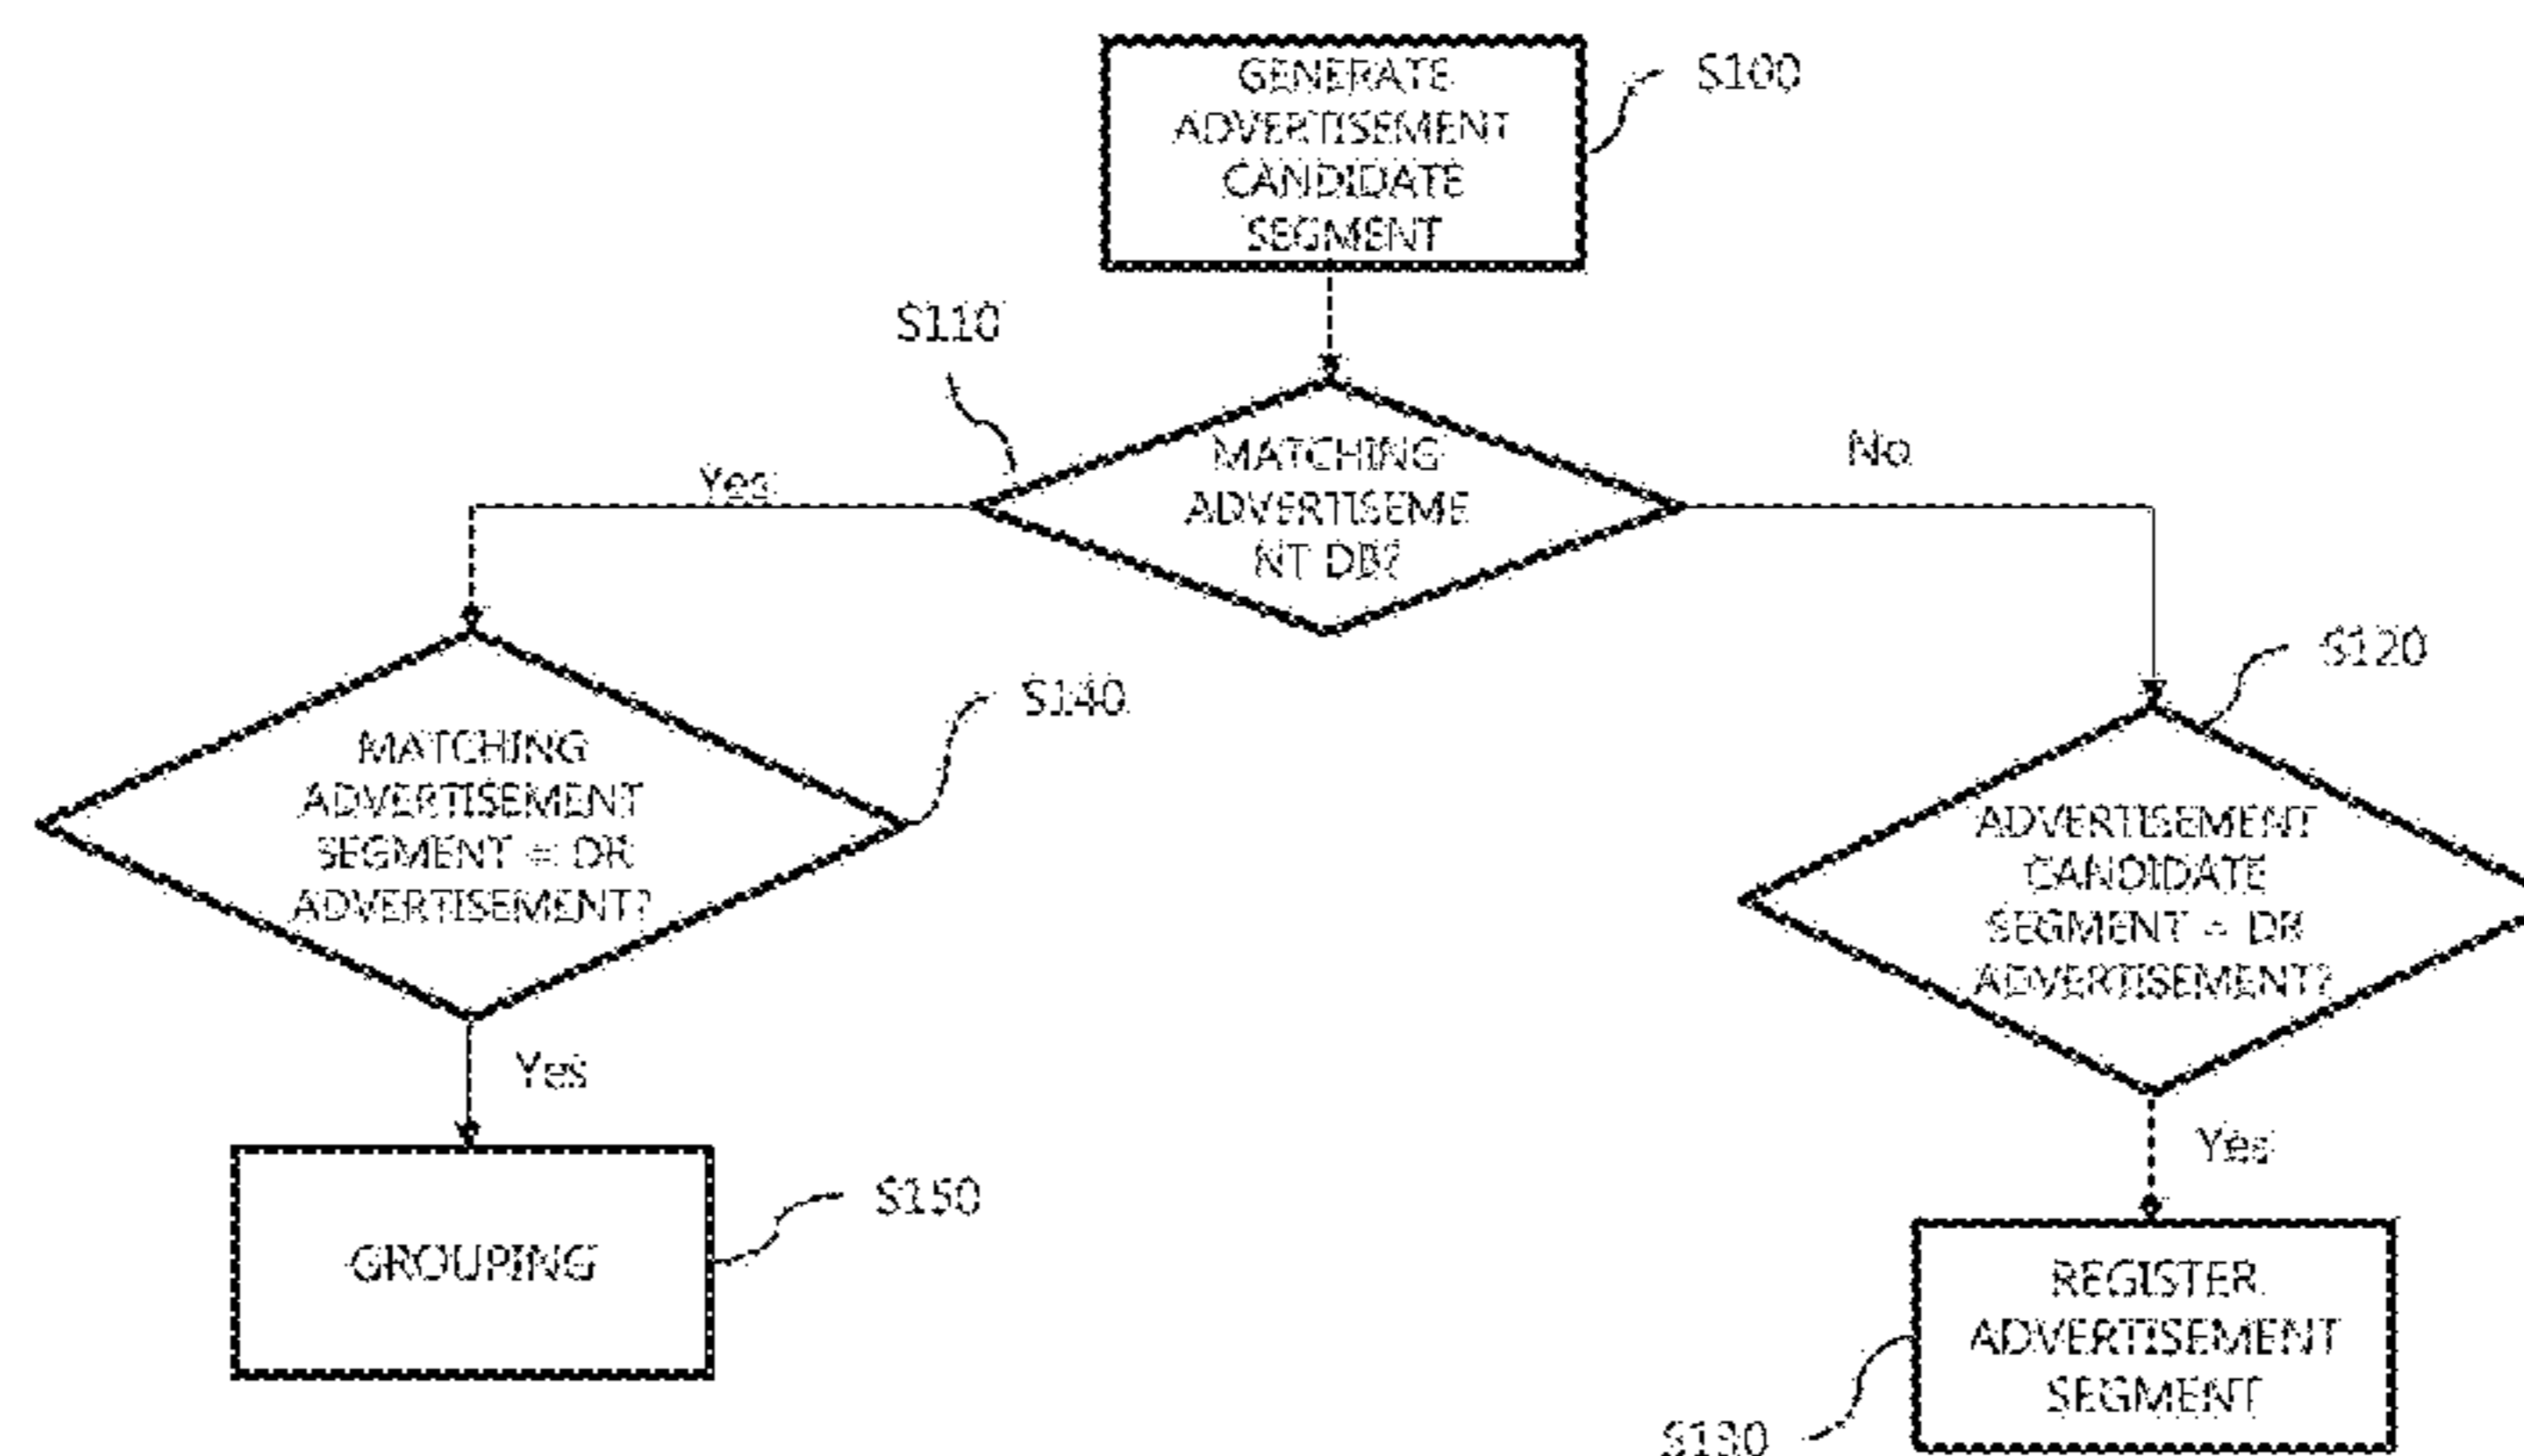 GENERATE
ADVERTISEMENT
CANDIDATE
SEGMENT
S100
S110
MATCHING
ADVERTISEME
NT DB?
Yes
No
S120
S140
MATCHING
ADVERTISEMENT
SEGMENT = DR
ADVERTISEMENT?
ADVERTISEMENT
CANDIDATE
SEGMENT = DR
ADVERTISEMENT?
Yes
Yes
GROUPING
S150
REGISTER
ADVERTISEMENT
SEGMENT
S130